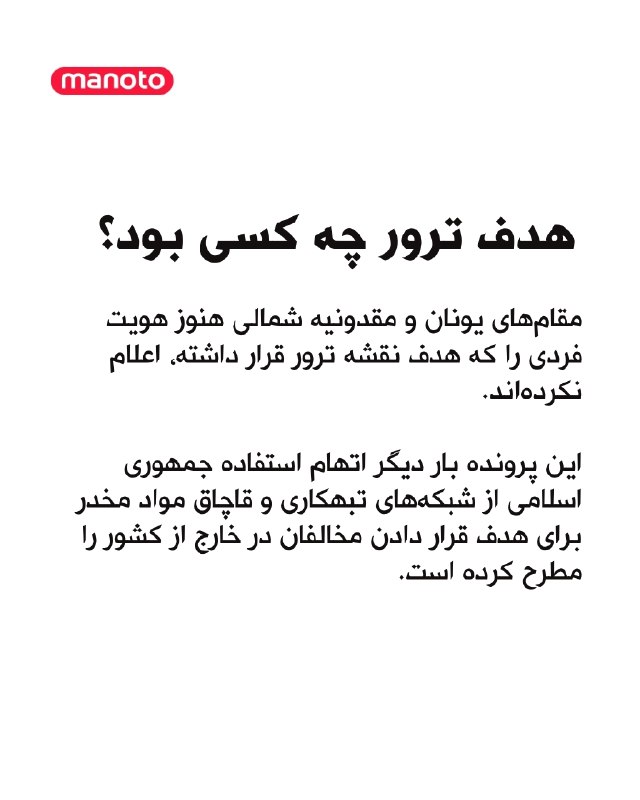 manoto
هدف ترور چه کسی بود؟
مقام‌های یونان و مقدونیه شمالی هنوز هویت
فردی را که هدف نقشه ترور قرار داشته، اعلام
نکرده‌اند.
این پرونده بار دیگر اتهام استفاده جمهوری
اسلامی از شبکه‌های تبهکاری و قاچاق مواد مخدر
برای هدف قرار دادن مخالفان در خارج از کشور را
مطرح کرده است.